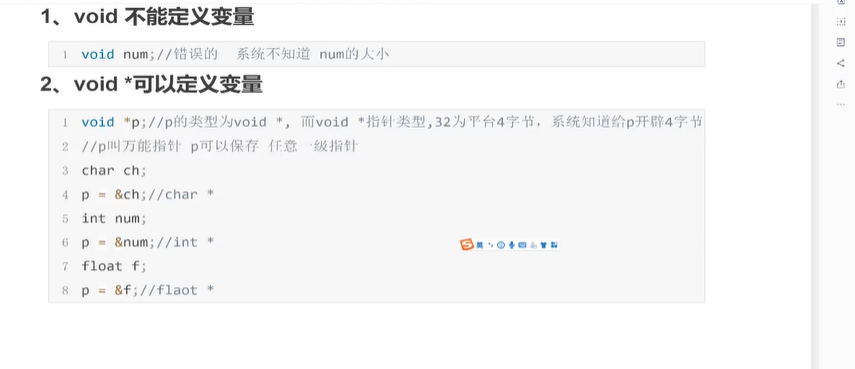 1、void 不能定义变量
1 void num;//错误的 系统不知道 num的大小
2、void *可以定义变量
1 void *p;//p的类型为void *, 而void *指针类型,32为平台4字节，系统知道给p开辟4字节
2 //p叫万能指针 p可以保存 任意一级指针
3 char ch;
4 p = &ch;//char *
5 int num;
6 p = &num;//int *
7 float f;
8 p = &f;//flaot *
英